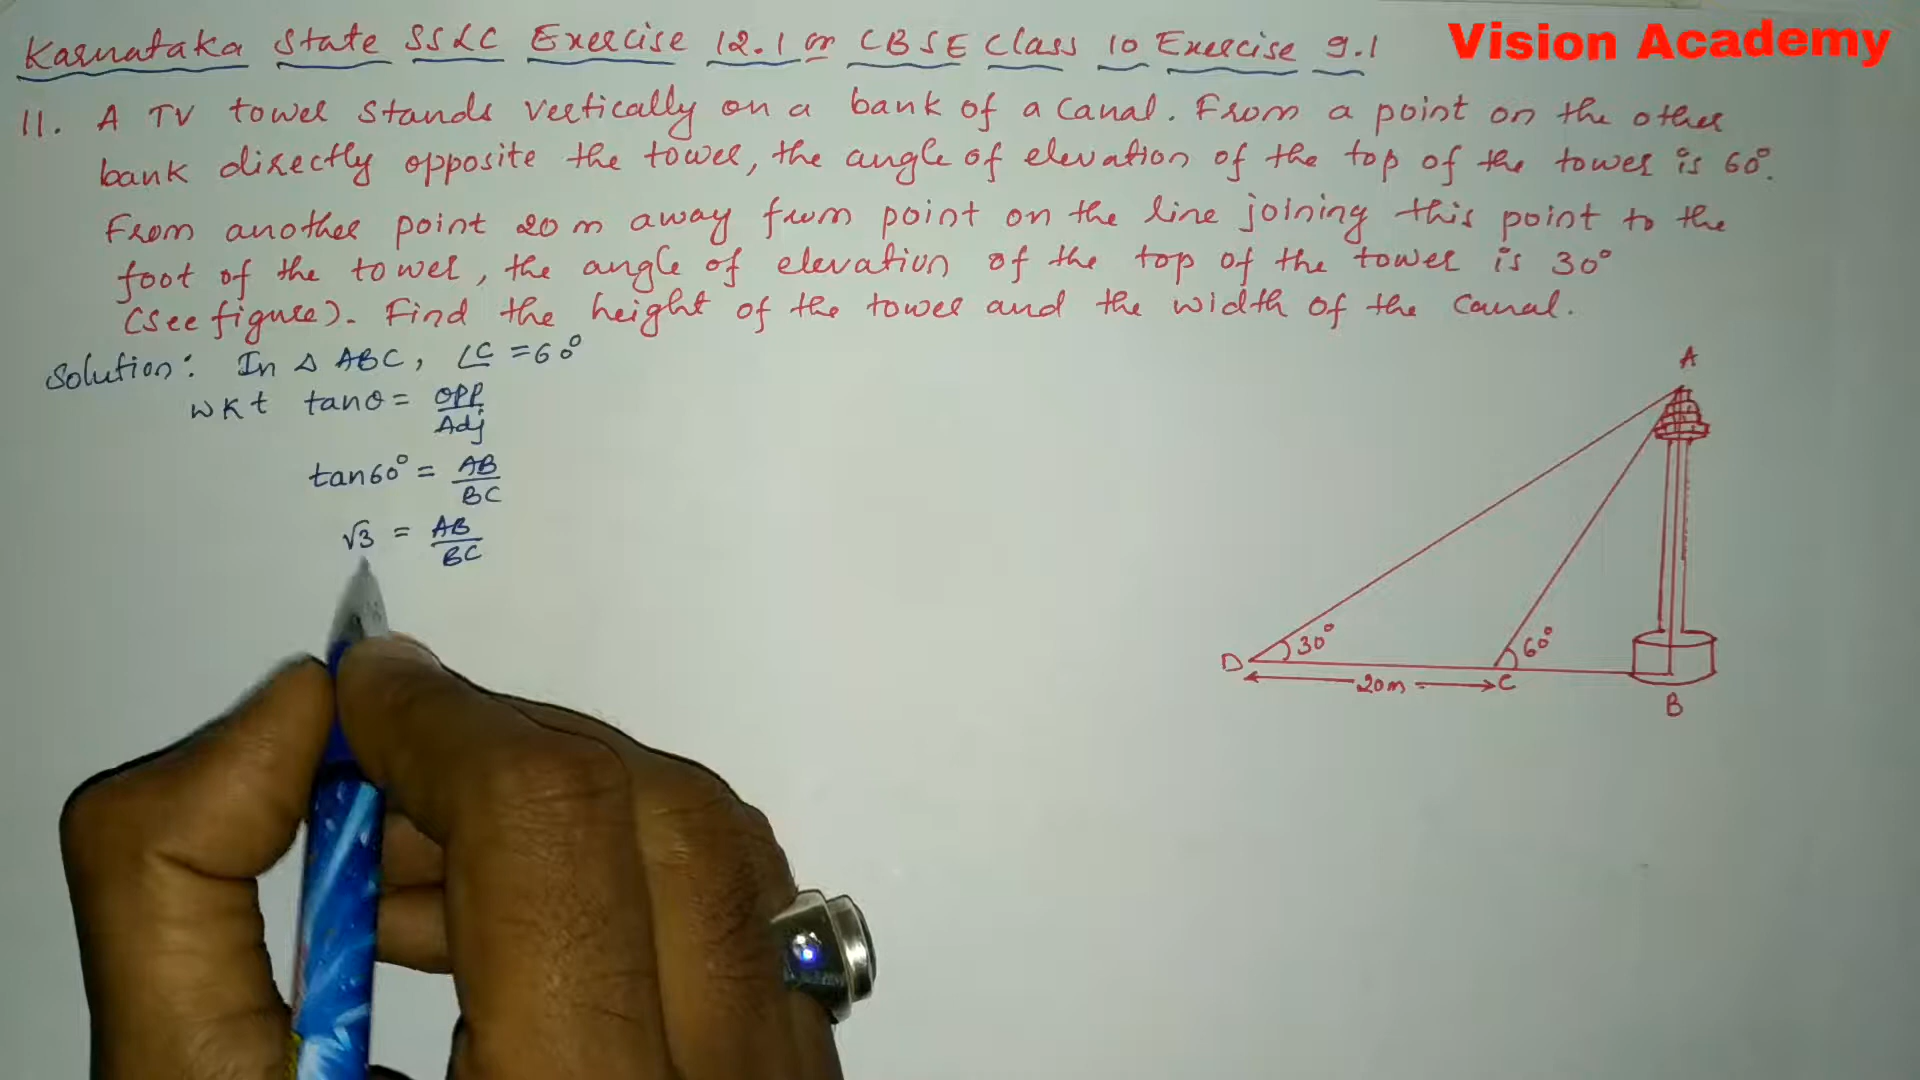 Karnataka State SSLC Exercise 12.1 or CBSE Class 10 Exercise 9.1
Vision Academy
11. A TV tower stands vertically on a bank of a canal. From a point on the other
bank directly opposite the tower, the angle of elevation of the top of the tower is 60°.
From another point 20 m away from point on the line joining this point to the
foot of the tower, the angle of elevation of the top of the tower is 30°
(see figure). Find the height of the tower and the width of the canal.
Solution: In △ ABC, ∠C = 60°
WKT tanθ = Opp/Adj
tan60° = AB/BC
√3 = AB/BC
A
30°
60°
D
20m
C
B